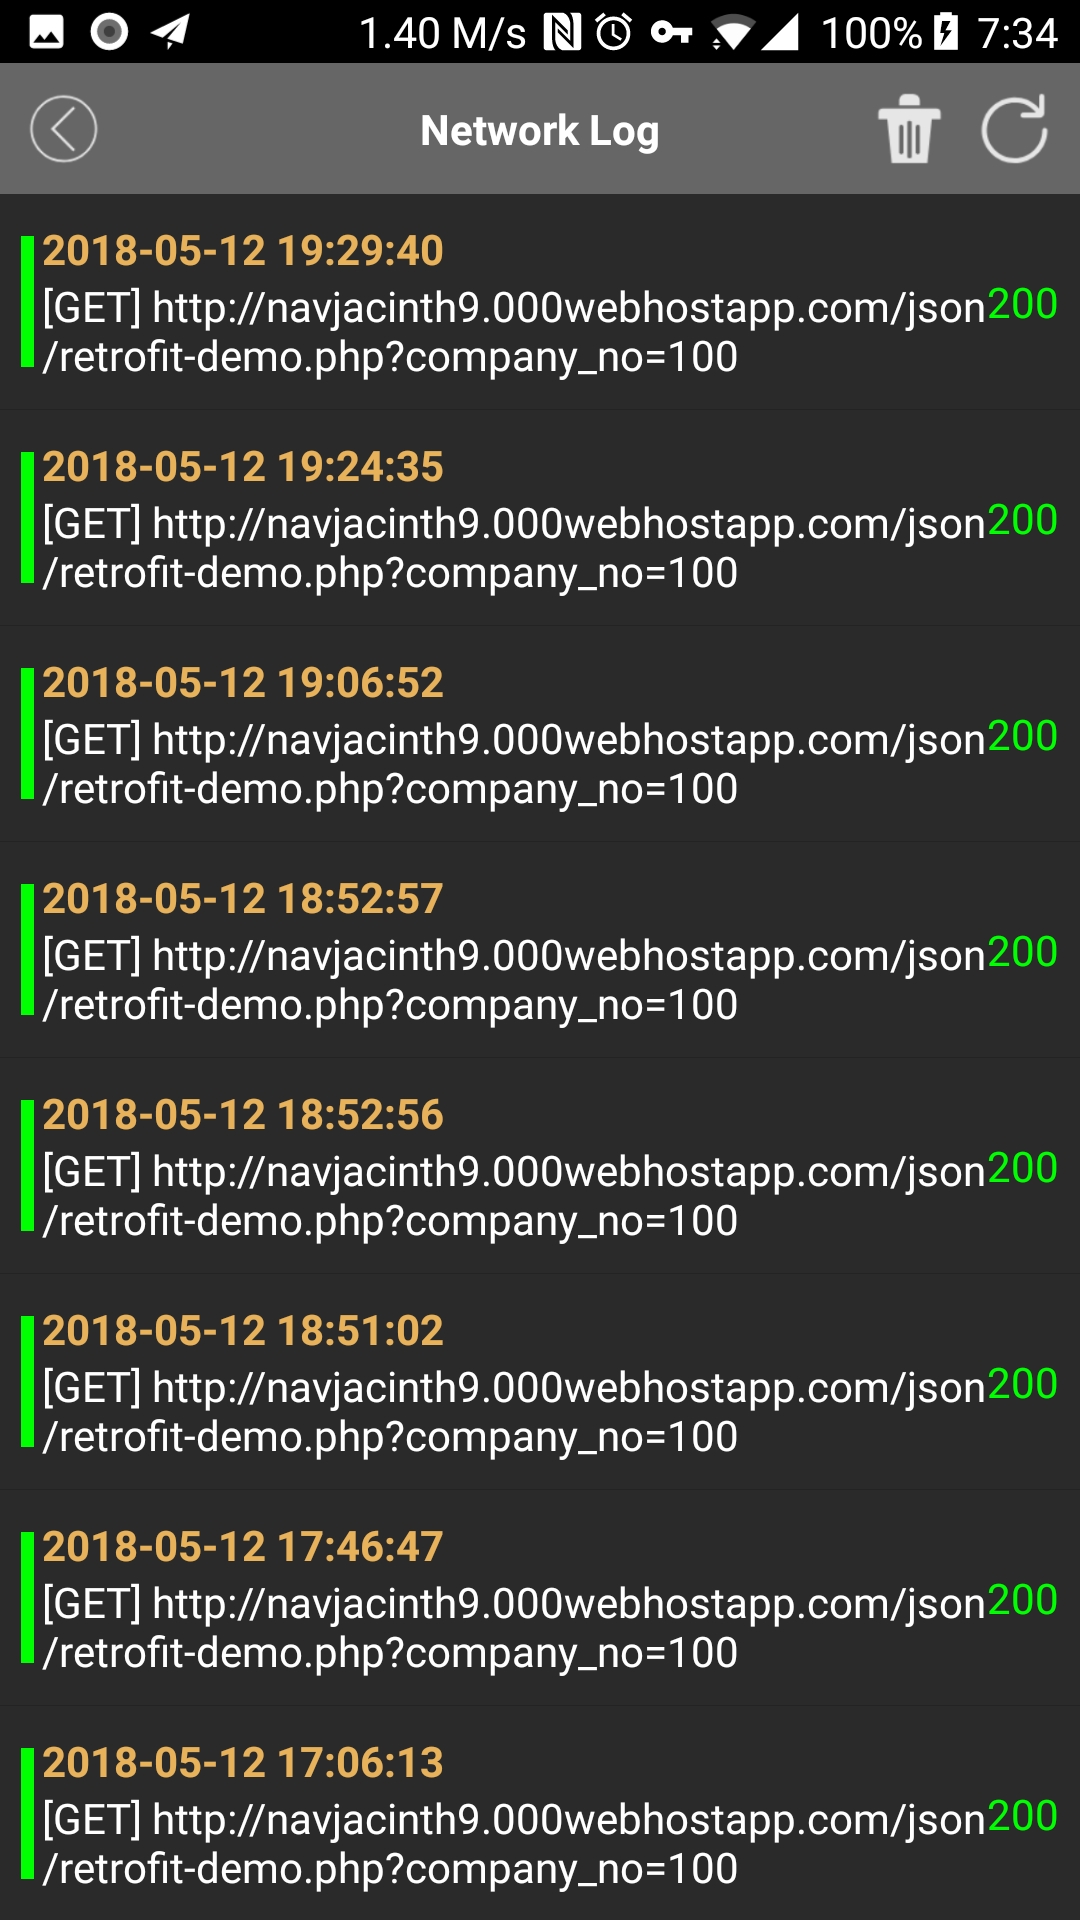 1.40 M/s 100% 7:34
Network Log
2018-05-12 19:29:40
[GET] http://navjacinth9.000webhostapp.com/json 200
/retrofit-demo.php?company_no=100
2018-05-12 19:24:35
[GET] http://navjacinth9.000webhostapp.com/json 200
/retrofit-demo.php?company_no=100
2018-05-12 19:06:52
[GET] http://navjacinth9.000webhostapp.com/json 200
/retrofit-demo.php?company_no=100
2018-05-12 18:52:57
[GET] http://navjacinth9.000webhostapp.com/json 200
/retrofit-demo.php?company_no=100
2018-05-12 18:52:56
[GET] http://navjacinth9.000webhostapp.com/json 200
/retrofit-demo.php?company_no=100
2018-05-12 18:51:02
[GET] http://navjacinth9.000webhostapp.com/json 200
/retrofit-demo.php?company_no=100
2018-05-12 17:46:47
[GET] http://navjacinth9.000webhostapp.com/json 200
/retrofit-demo.php?company_no=100
2018-05-12 17:06:13
[GET] http://navjacinth9.000webhostapp.com/json 200
/retrofit-demo.php?company_no=100